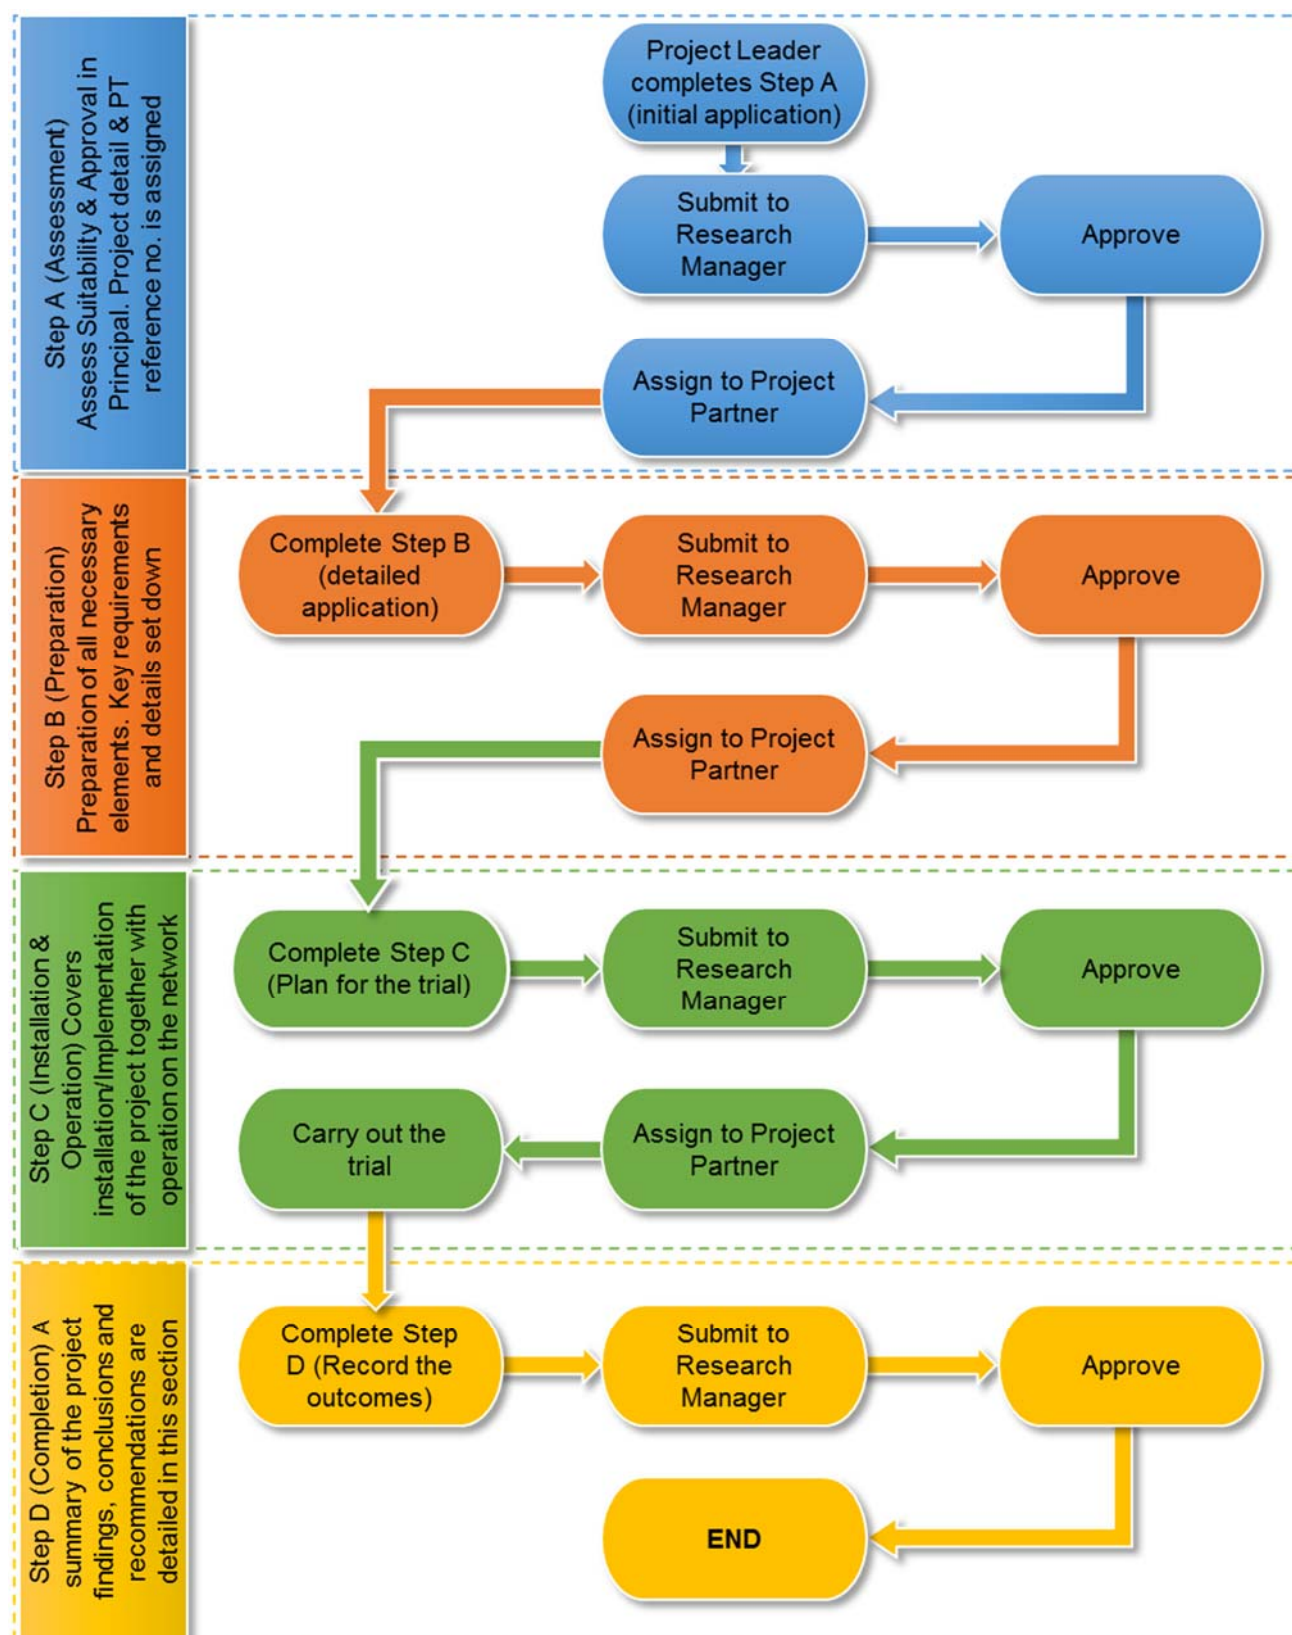 Step A (Assessment)
Assess Suitability & Approval in
Principal. Project detail & PT
reference no. is assigned
Project Leader
completes Step A
(initial application)
Submit to
Research
Manager
Approve
Assign to Project
Partner
Step B (Preparation)
Preparation of all necessary
elements. Key requirements
and details set down
Complete Step B
(detailed
application)
Submit to
Research
Manager
Approve
Assign to Project
Partner
Step C (Installation &
Operation) Covers
installation/Implementation
of the project together with
operation on the network
Complete Step C
(Plan for the trial)
Submit to
Research
Manager
Approve
Carry out the
trial
Assign to Project
Partner
Step D (Completion) A
summary of the project
findings, conclusions and
recommendations are
detailed in this section
Complete Step
D (Record the
outcomes)
Submit to
Research
Manager
Approve
END